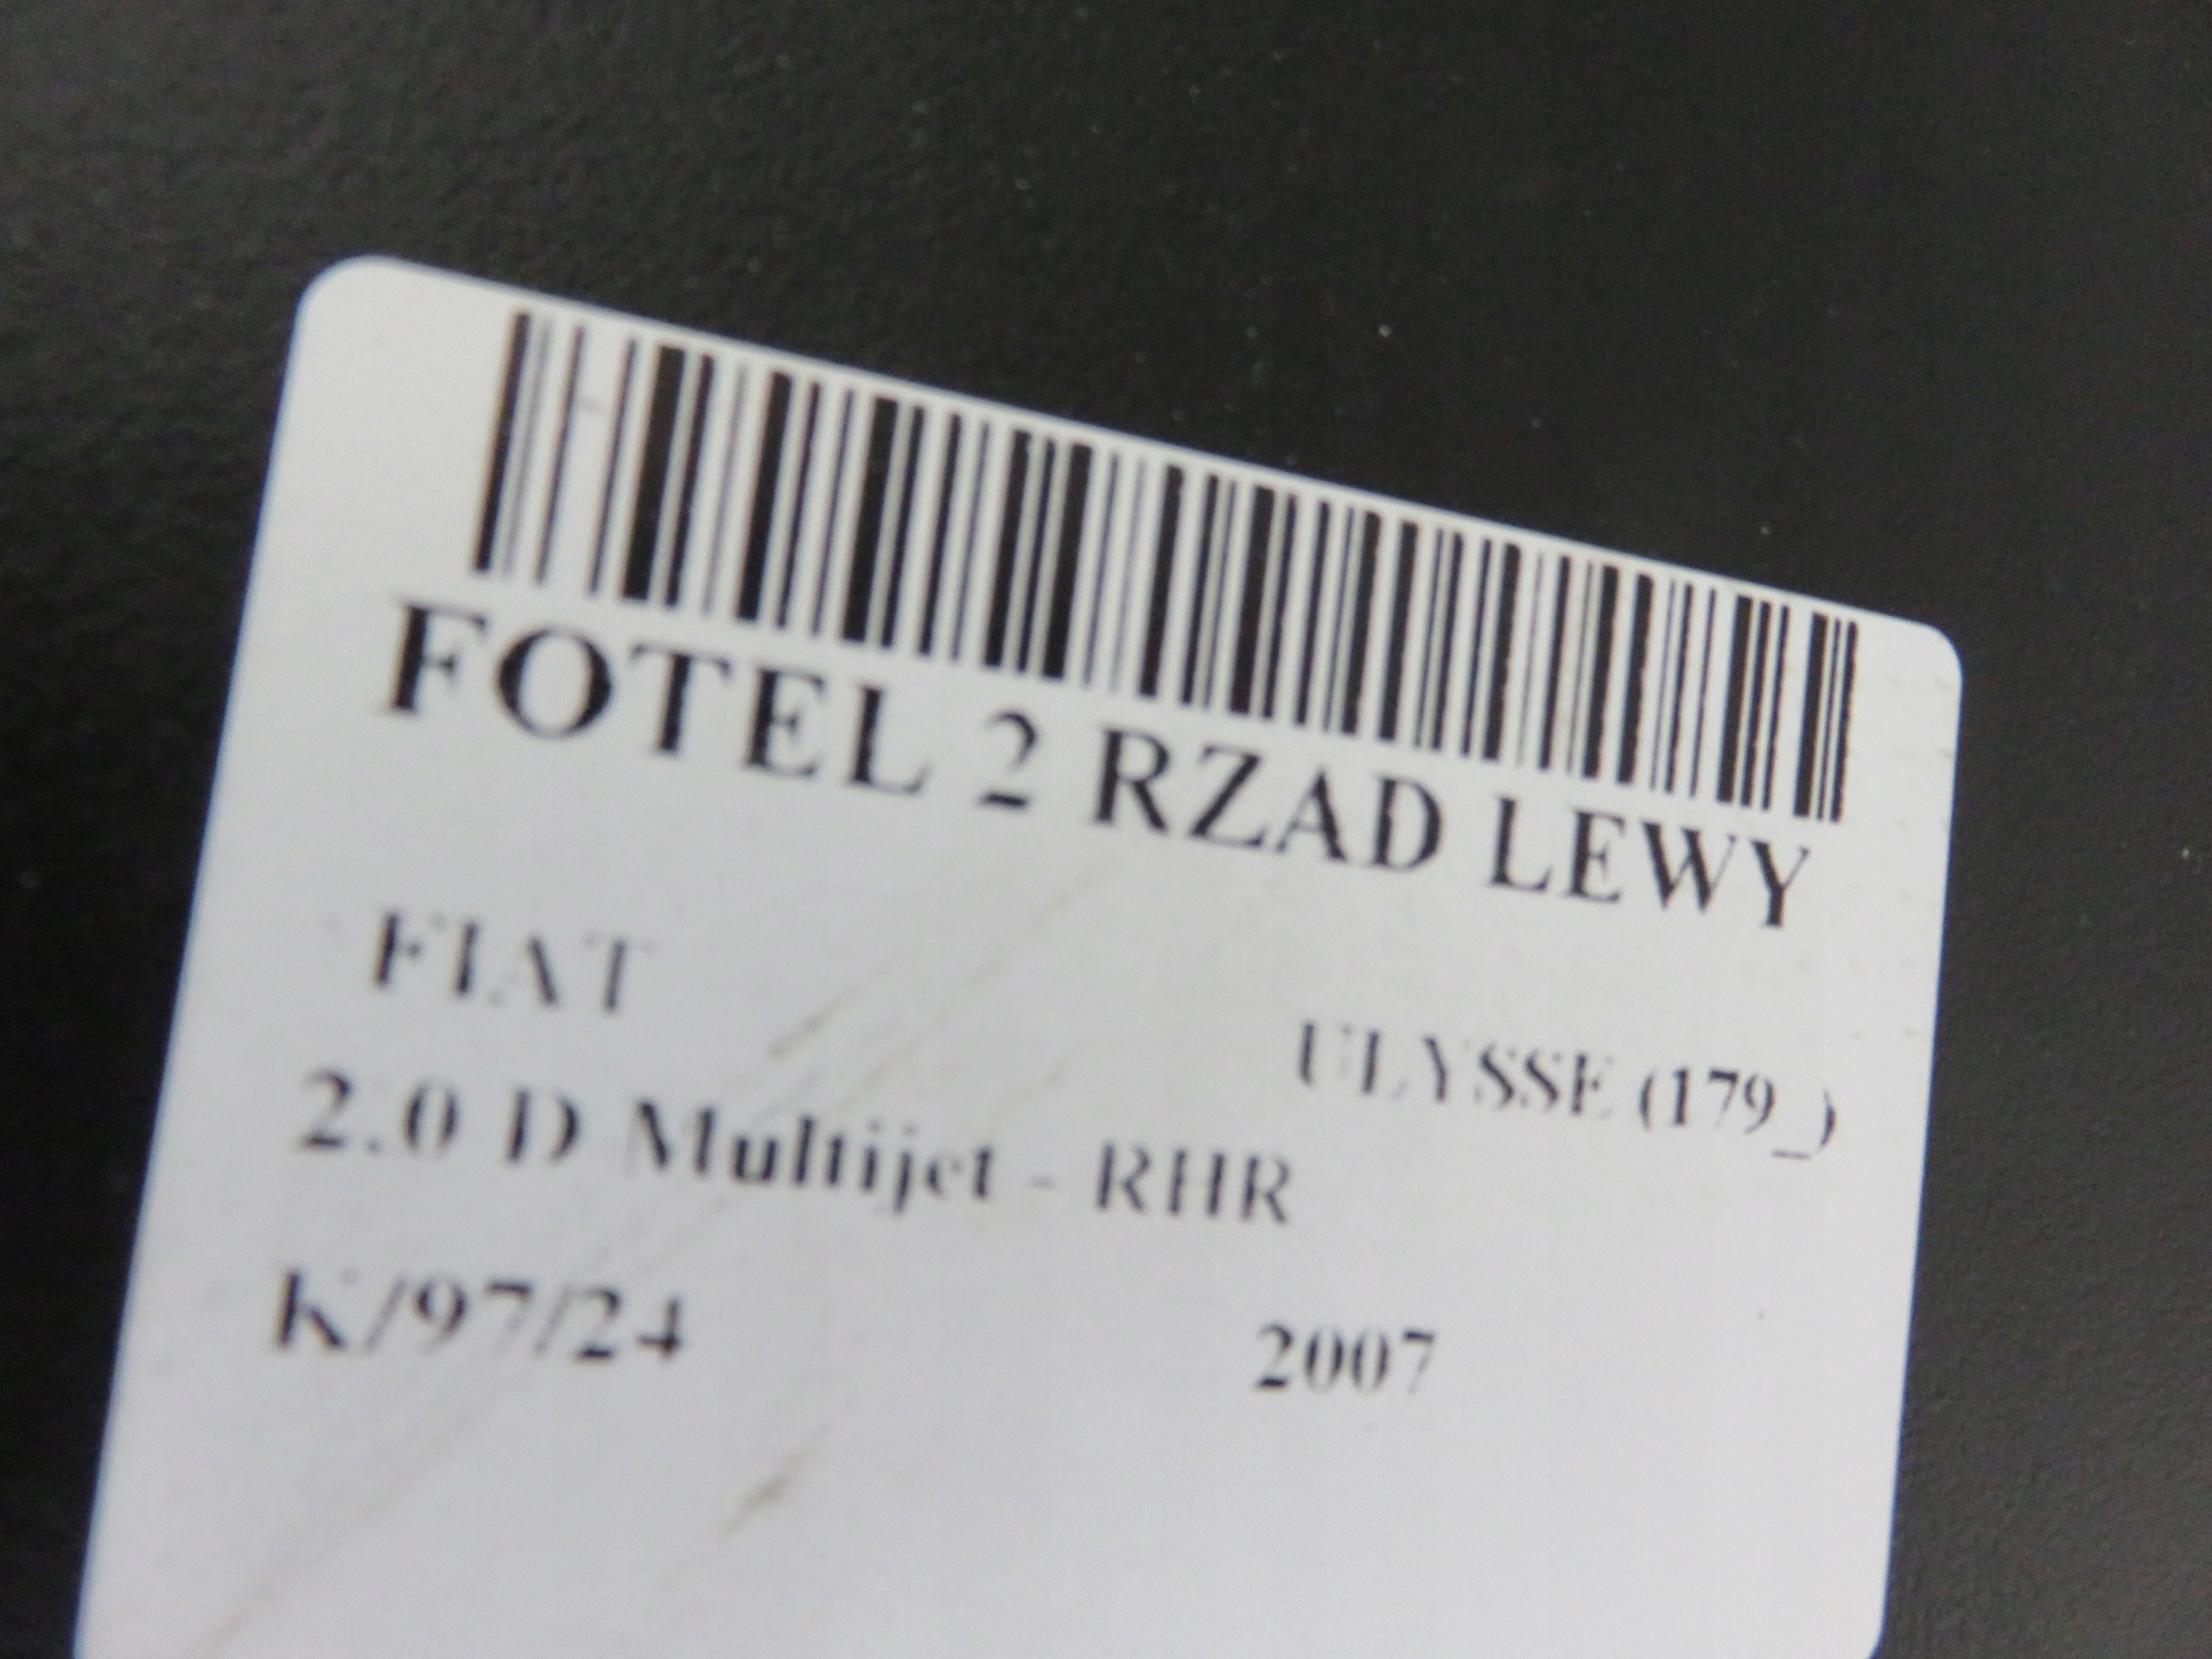 FOTEL 2 RZAD LEWY
FIAT
ULYSSE (179_)
2.0 D Multijet - RHR
K/97/24
2007